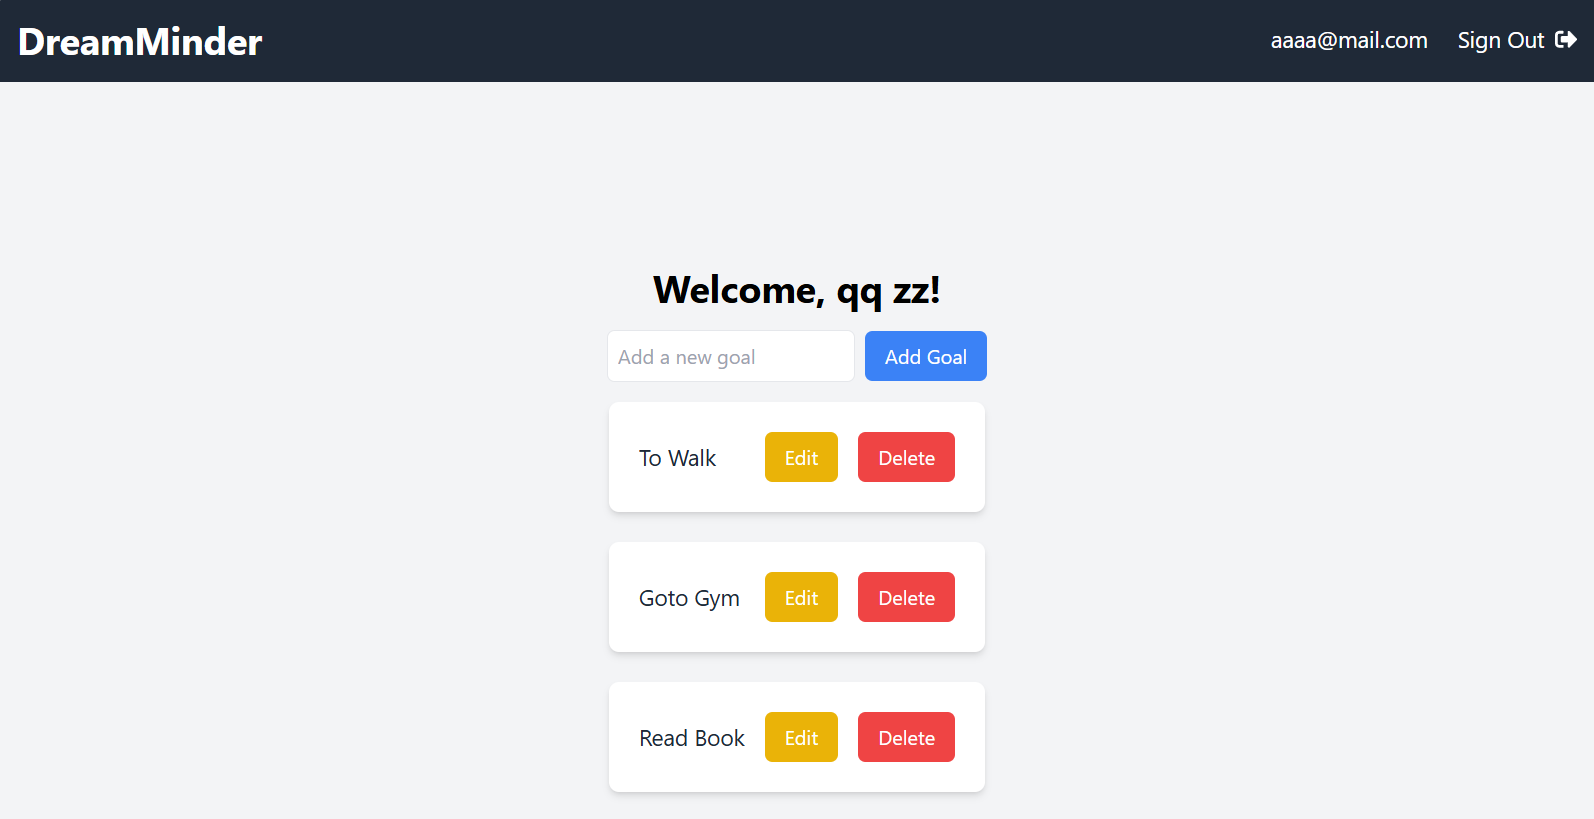 DreamMinder
aaaa@mail.com Sign Out
Welcome, qq zz!
Add a new goal Add Goal
To Walk Edit Delete
Goto Gym Edit Delete
Read Book Edit Delete